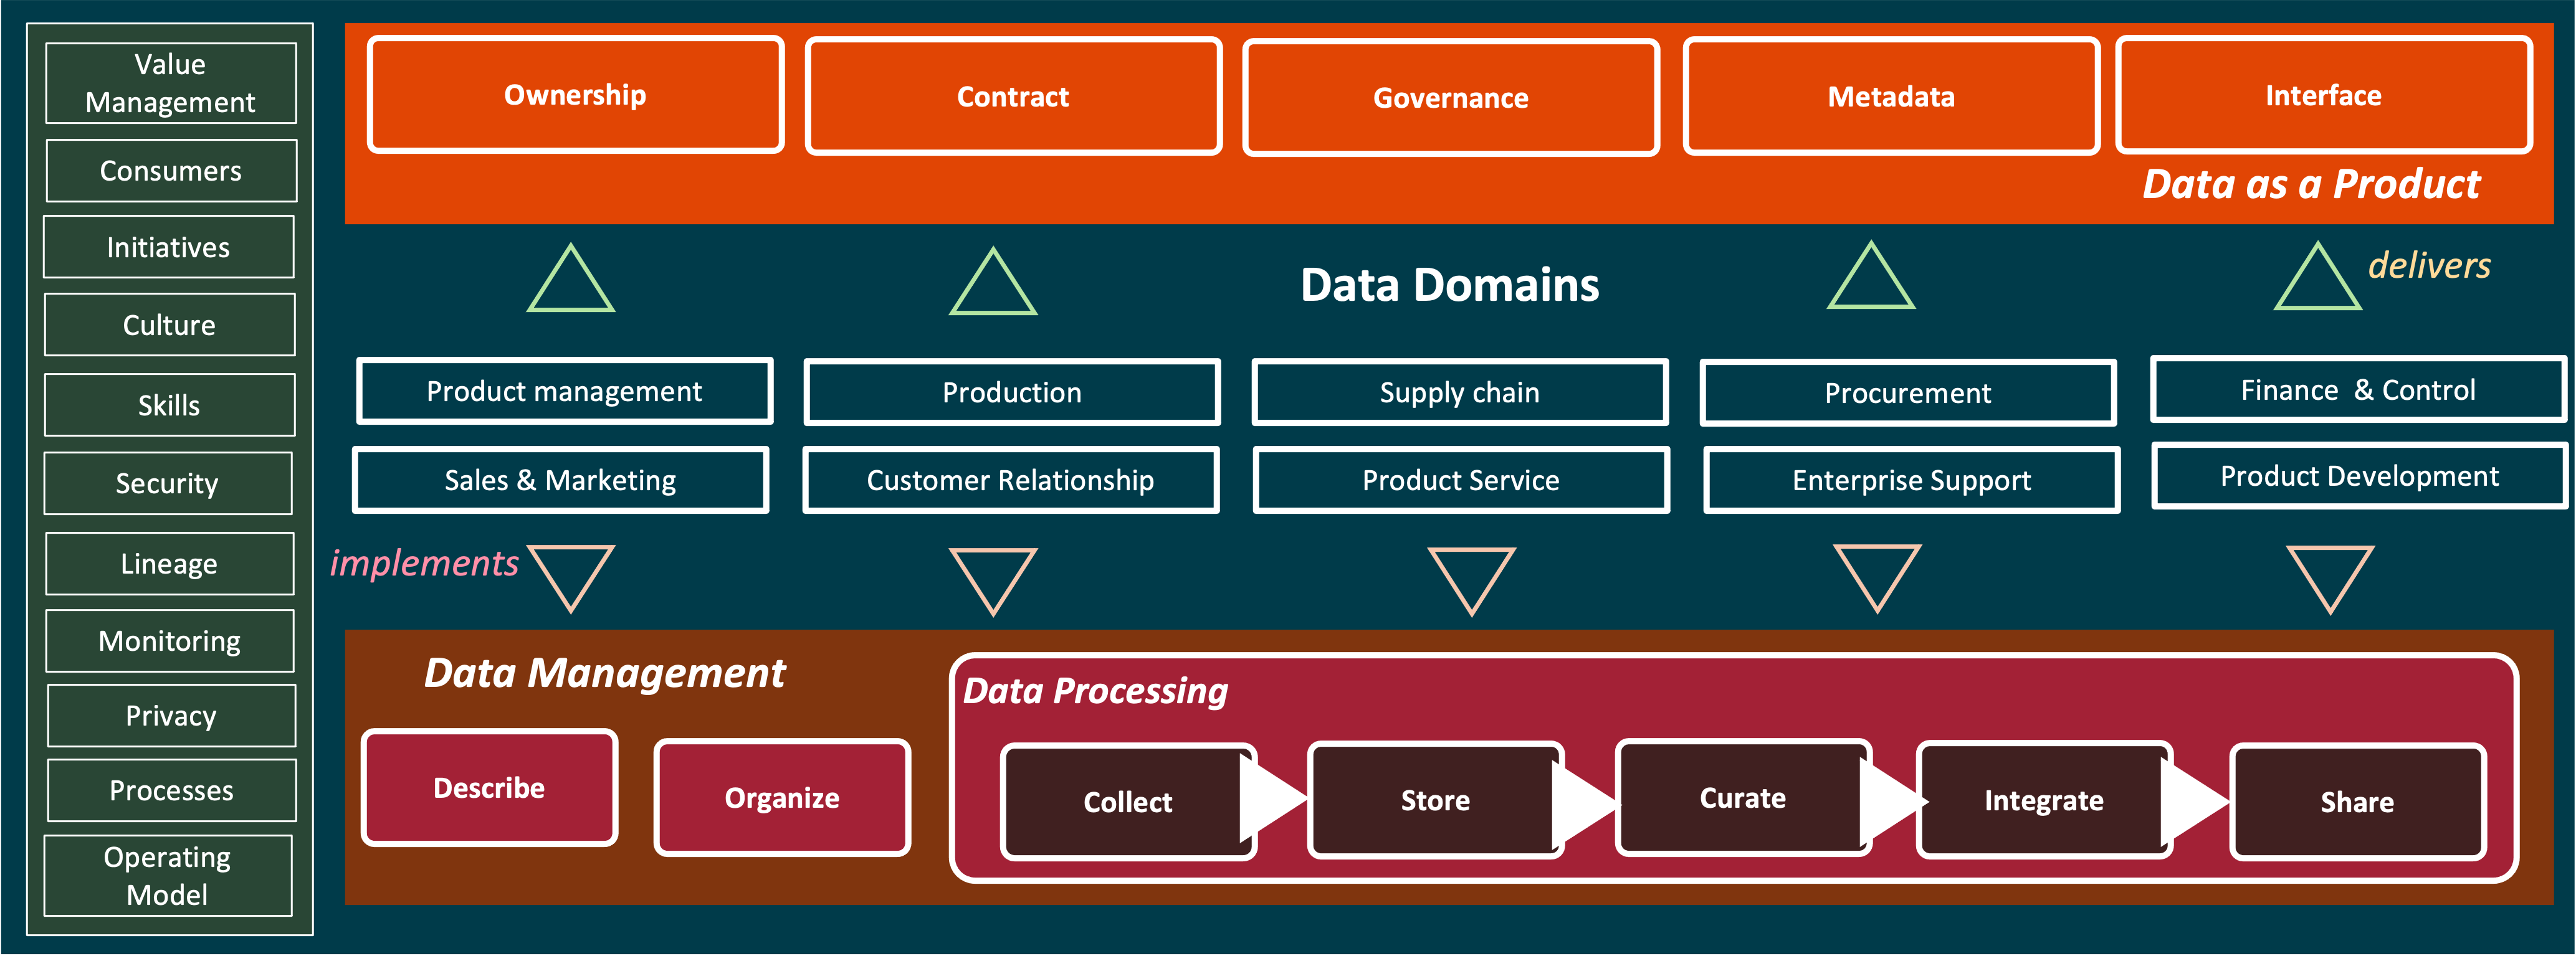 Value
Management
Consumers
Initiatives
Culture
Skills
Security
Lineage
Monitoring
Privacy
Processes
Operating
Model
Ownership
Contract
Governance
Metadata
Interface
Data as a Product
Data Domains
delivers
Product management
Production
Supply chain
Procurement
Finance & Control
Sales & Marketing
Customer Relationship
Product Service
Enterprise Support
Product Development
implements
Data Management
Describe
Organize
Data Processing
Collect
Store
Curate
Integrate
Share